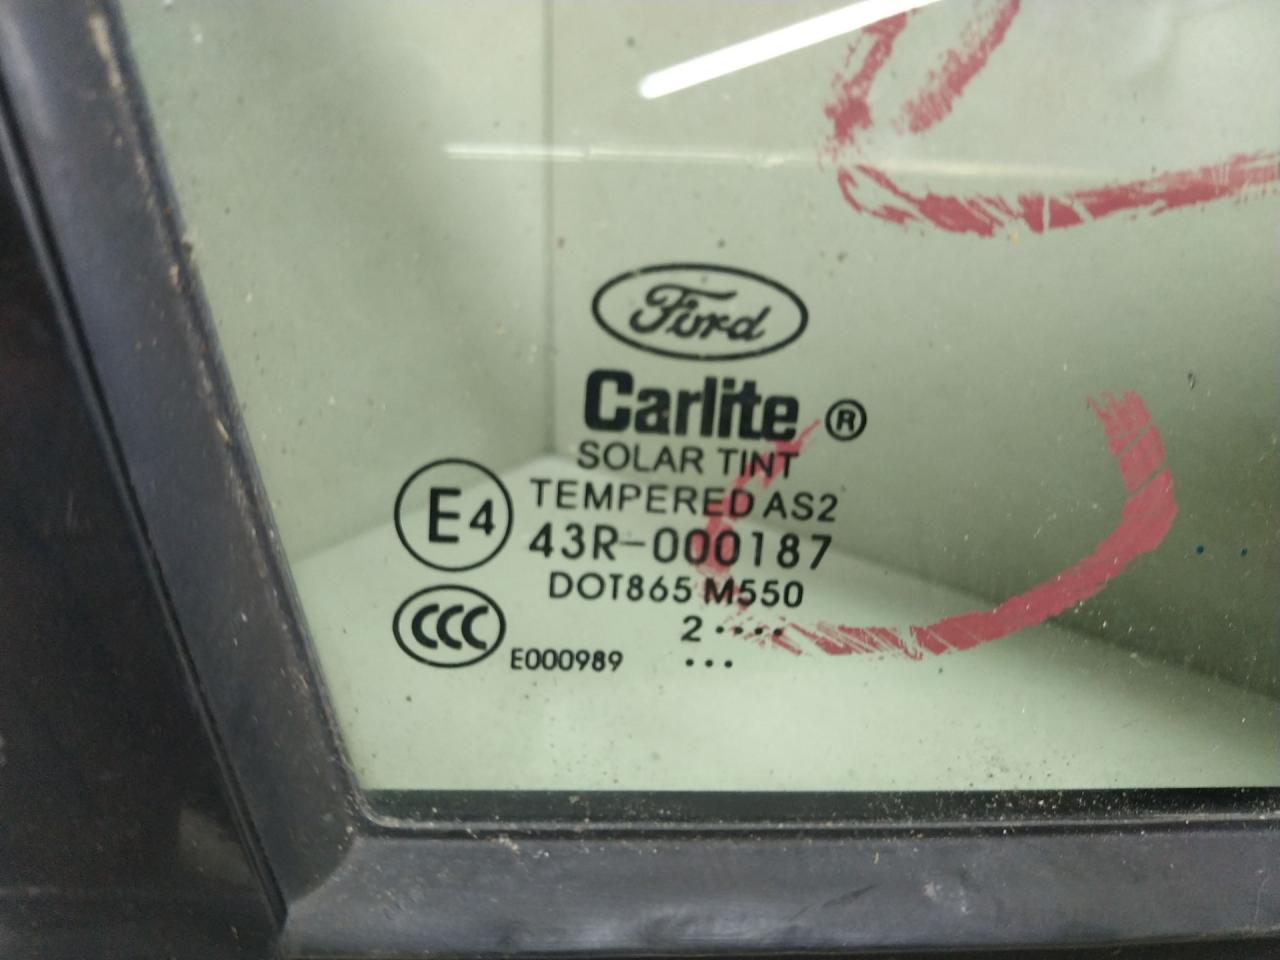 Ford
Carlite ®
SOLAR TINT
TEMPERED AS2
E4 43R-000187
DOT865 M550
2 ····
CCC E000989 ···